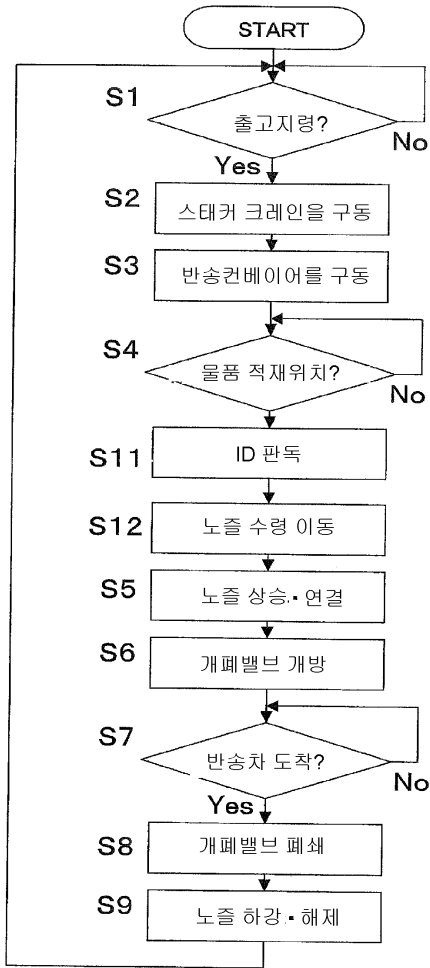 START
S1
출고지령?
No
Yes
S2
스태커 크레인을 구동
S3
반송컨베이어를 구동
S4
물품 적재위치?
No
S11
ID 판독
S12
노즐 수령 이동
S5
노즐 상승.・연결
S6
개폐밸브 개방
S7
반송차 도착?
No
Yes
S8
개폐밸브 폐쇄
S9
노즐 하강.・해제